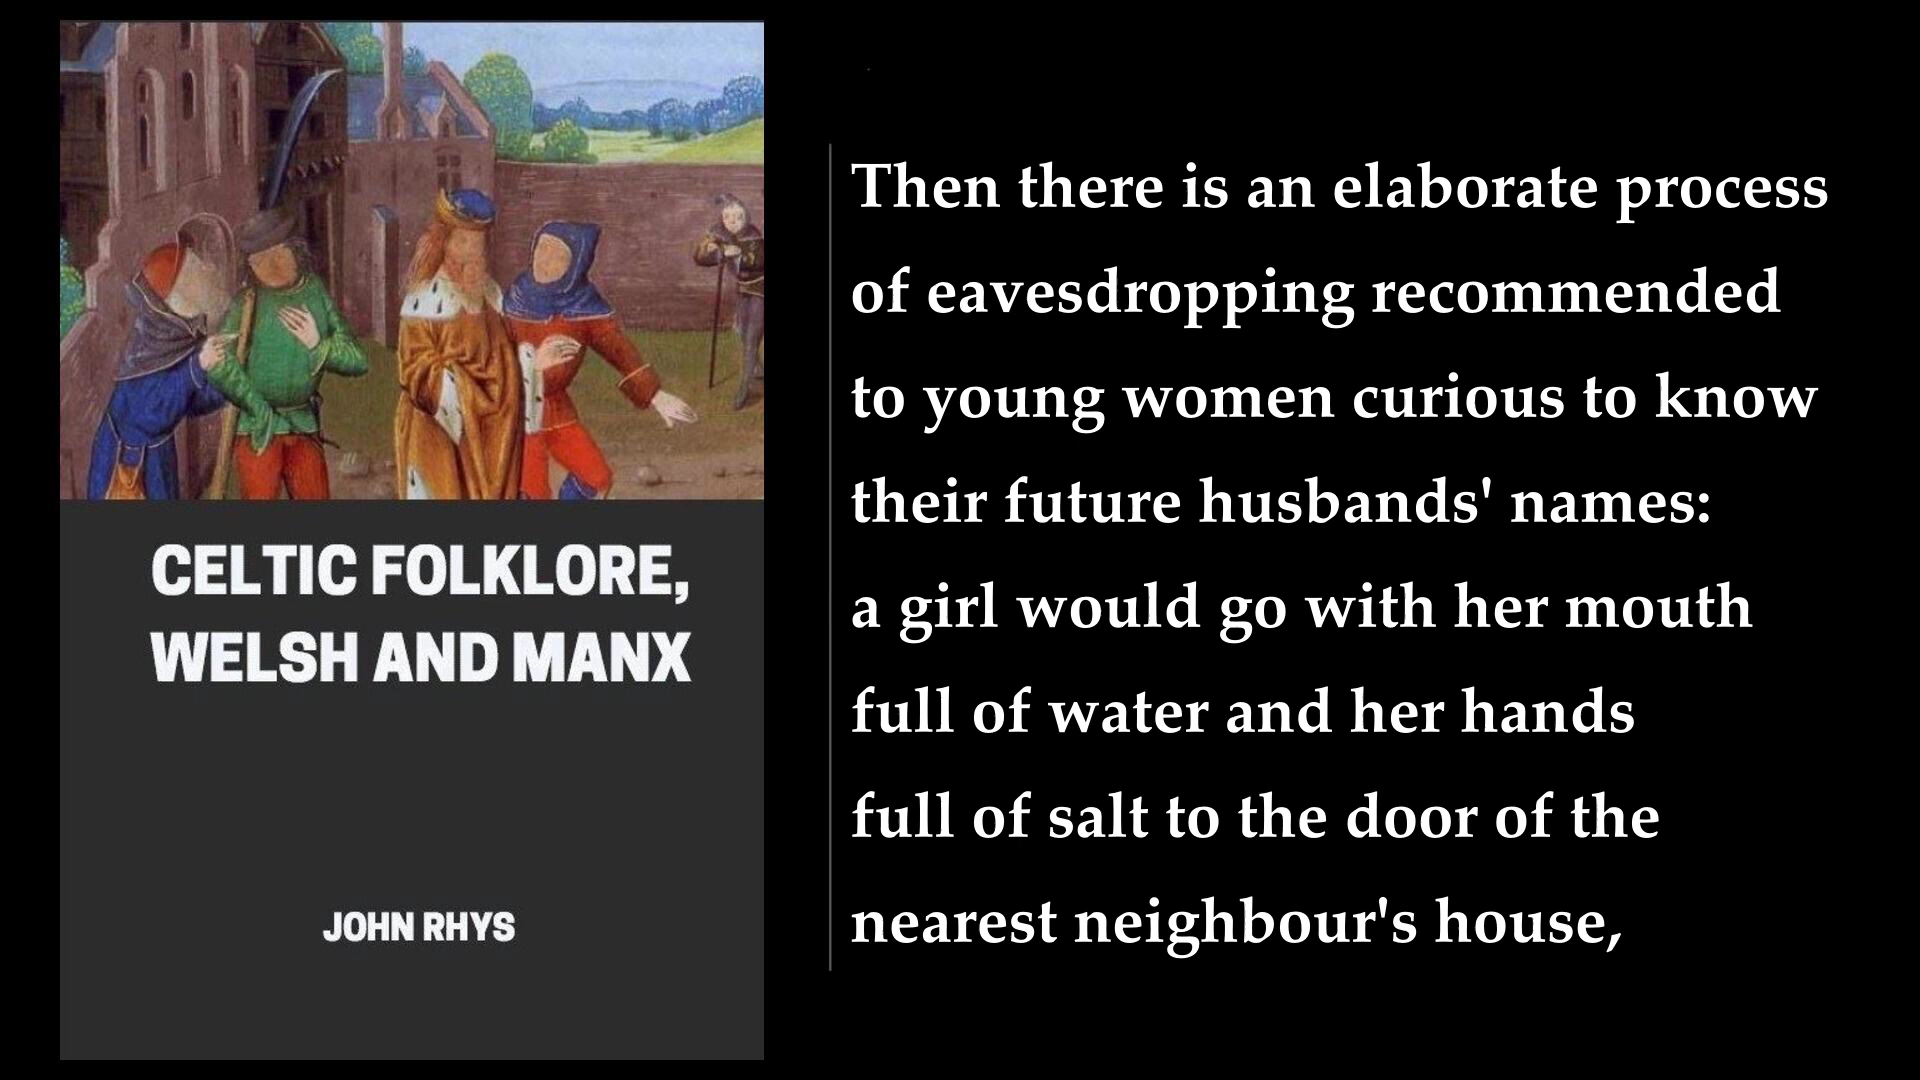 CELTIC FOLKLORE,
WELSH AND MANX
JOHN RHYS
Then there is an elaborate process
of eavesdropping recommended
to young women curious to know
their future husbands' names:
a girl would go with her mouth
full of water and her hands
full of salt to the door of the
nearest neighbour's house,